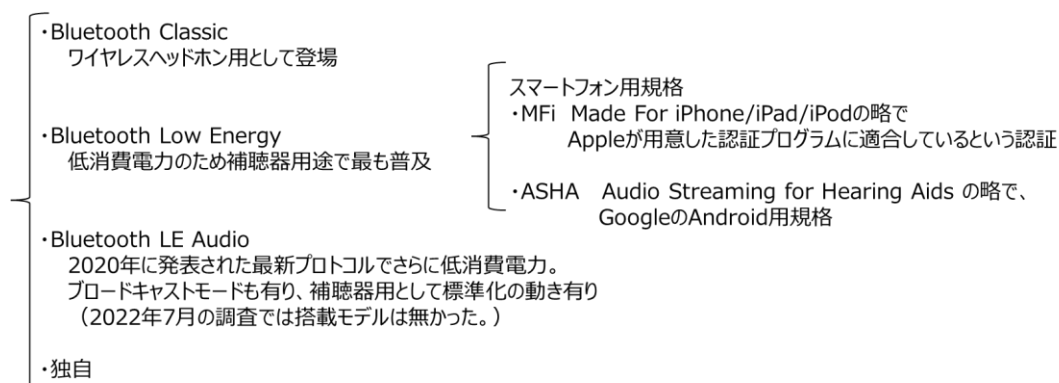 ・Bluetooth Classic
ワイヤレスヘッドホン用として登場
・Bluetooth Low Energy
低消費電力のため補聴器用途で最も普及
スマートフォン用規格
・MFi Made For iPhone/iPad/iPodの略で
Appleが用意した認証プログラムに適合しているという認証
・ASHA Audio Streaming for Hearing Aids の略で、
GoogleのAndroid用規格
・Bluetooth LE Audio
2020年に発表された最新プロトコルでさらに低消費電力。
ブロードキャストモードも有り、補聴器用として標準化の動き有り
（2022年7月の調査では搭載モデルは無かった。）
・独自